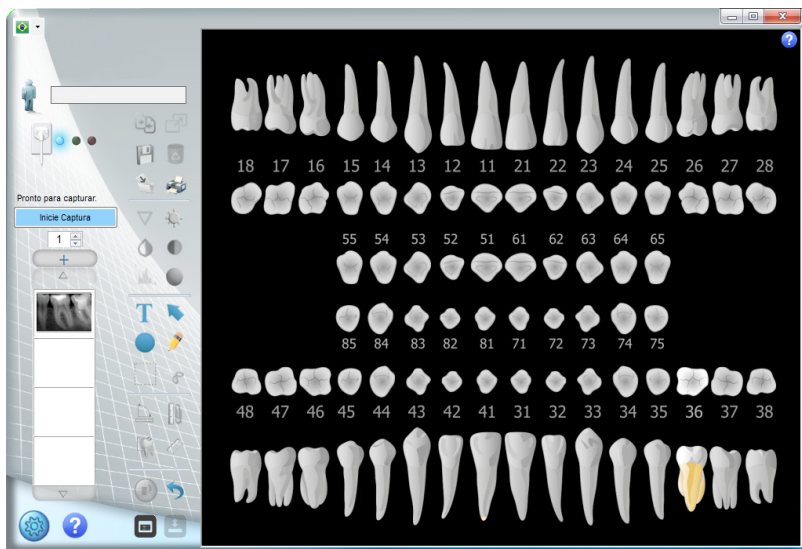 ?
Pronto para capturar.
Inicie Captura
1
T
?
18 17 16 15 14 13 12 11 21 22 23 24 25 26 27 28
55 54 53 52 51 61 62 63 64 65
85 84 83 82 81 71 72 73 74 75
48 47 46 45 44 43 42 41 31 32 33 34 35 36 37 38